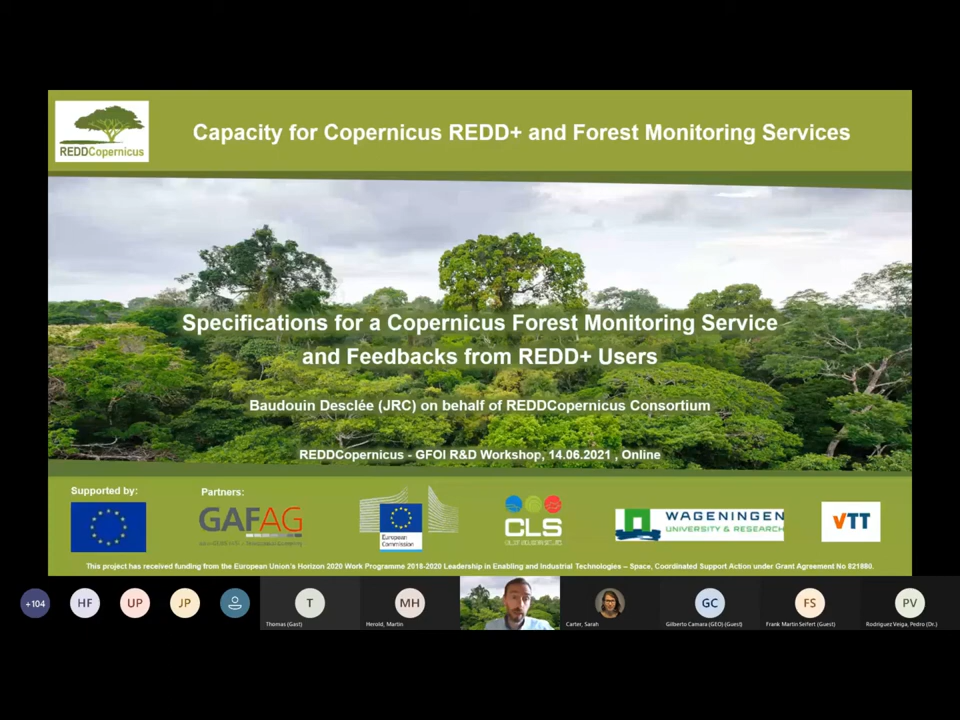 REDDCopernicus
Capacity for Copernicus REDD+ and Forest Monitoring Services
Specifications for a Copernicus Forest Monitoring Service
and Feedbacks from REDD+ Users
Baudouin Desclée (JRC) on behalf of REDDCopernicus Consortium
REDDCopernicus - GFOI R&D Workshop, 14.06.2021 , Online
Supported by:
Partners:
GAFAG
European
Commission
CLS
WAGENINGEN
UNIVERSITY & RESEARCH
VTT
This project has received funding from the European Union's Horizon 2020 Work Programme 2018-2020 Leadership in Enabling and Industrial Technologies – Space, Coordinated Support Action under Grant Agreement No 821880.
+104
HF
UP
JP
T
MH
GC
FS
PV
Thomas (Gast)
Herold, Martin
Carter, Sarah
Gilberto Camara (GEO) (Guest)
Frank Martin Seifert (Guest)
Rodriguez Veiga, Pedro (Dr.)